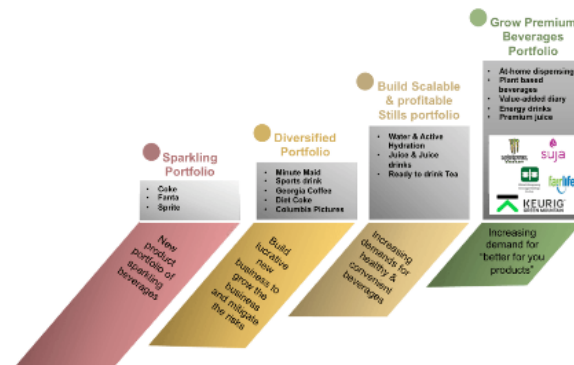 Sparkling
Portfolio
• Coke
• Fanta
• Sprite
New
product
portfolio of
sparkling
beverages
Diversified
Portfolio
• Minute Maid
• Sports drink
• Georgia Coffee
• Diet Coke
• Columbia Pictures
Build
lucrative
new
business to
grow the
business
and mitigate
the risks
Build Scalable
& profitable
Stills portfolio
• Water & Active
Hydration
• Juice & Juice
drinks
• Ready to drink Tea
Increasing
demands for
healthy &
convenient
beverages
Grow Premium
Beverages
Portfolio
• At-home dispensing
• Plant based
beverages
• Value-added diary
• Energy drinks
• Premium juice
suja
fairlife
KEURIG
GREEN MOUNTAIN
Increasing
demand for
"better for you
products"